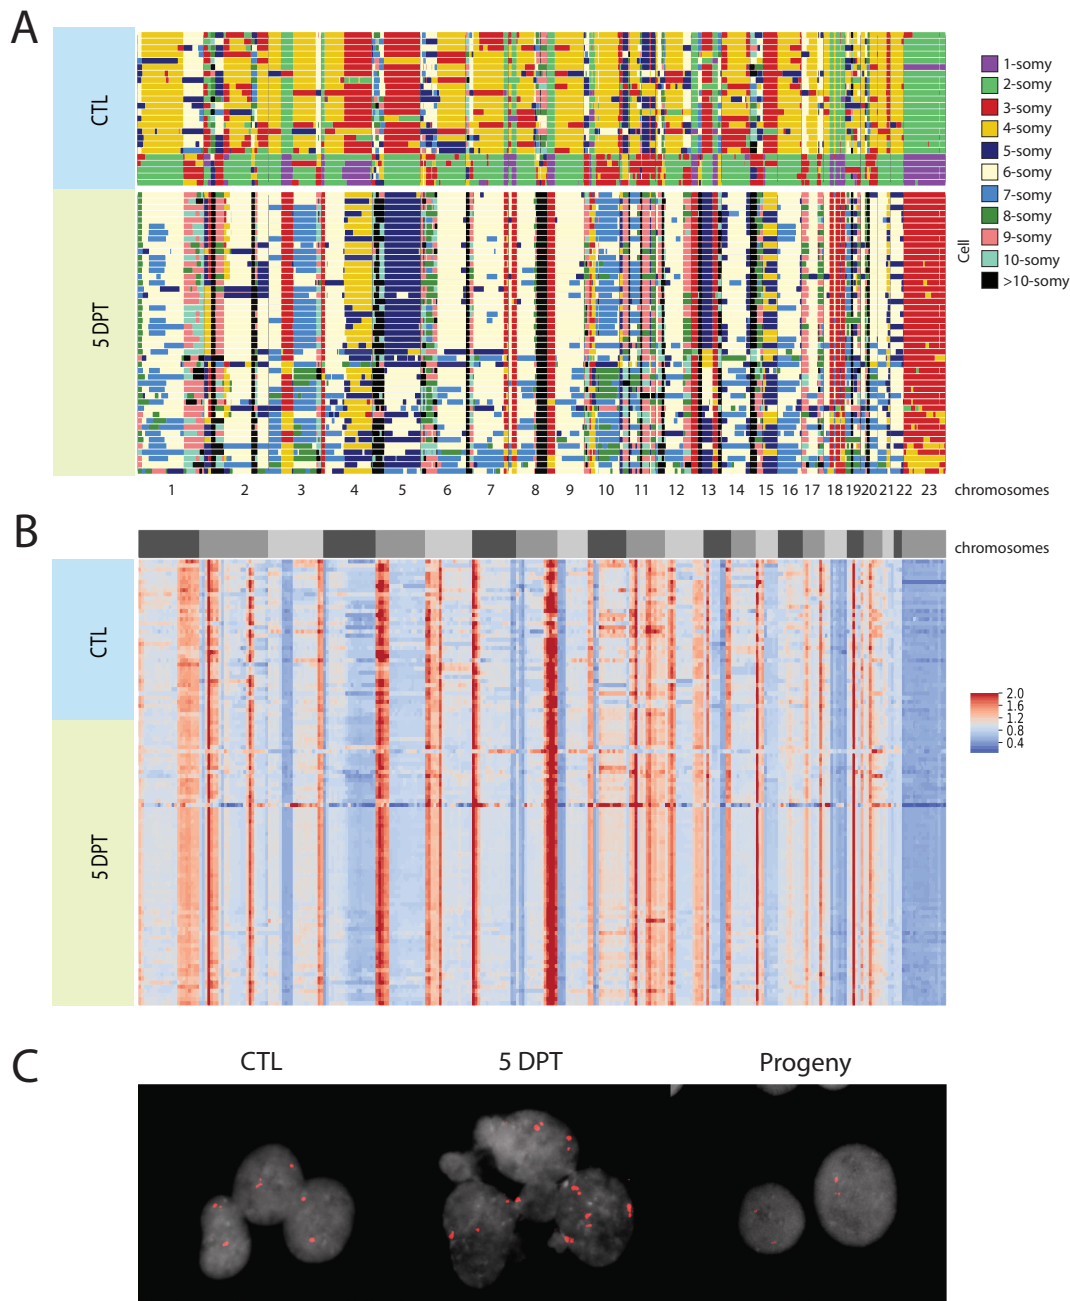 A
CTL
5 DPT
1-somy
2-somy
3-somy
4-somy
5-somy
6-somy
7-somy
8-somy
9-somy
10-somy
>10-somy
Cell
1 2 3 4 5 6 7 8 9 10 11 12 13 14 15 16 17 18 19 20 21 22 23 chromosomes
B
chromosomes
CTL
5 DPT
2.0
1.6
1.2
0.8
0.4
C
CTL 5 DPT Progeny